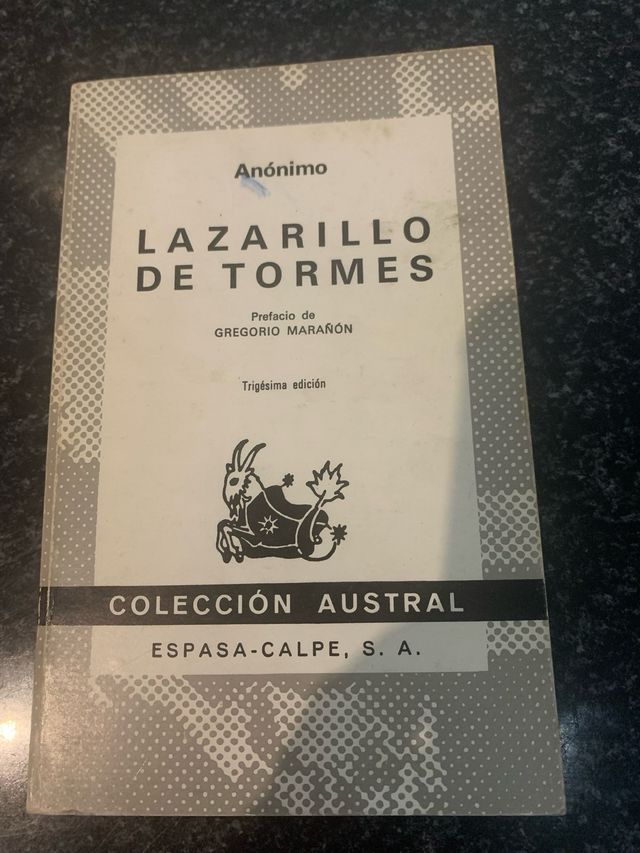 Anónimo
LAZARILLO
DE TORMES
Prefacio de
GREGORIO MARAÑÓN
Trigésima edición
COLECCIÓN AUSTRAL
ESPASA-CALPE, S. A.